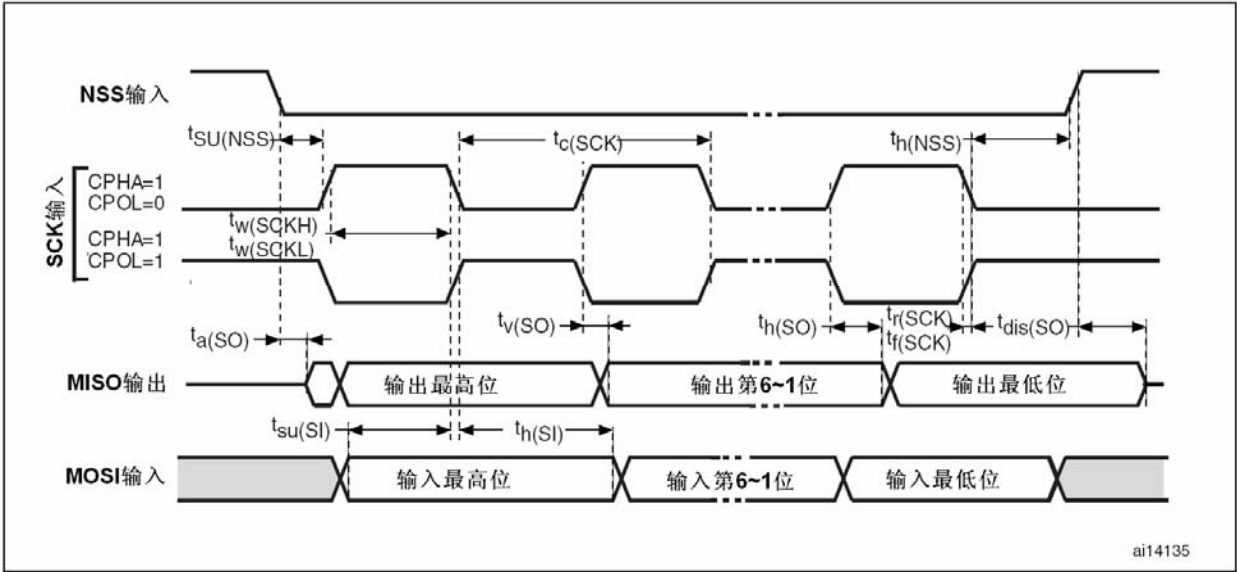 NSS输入
tSU(NSS)
tc(SCK)
th(NSS)
SCK输入
CPHA=1
CPOL=0
tw(SCKH)
tw(SCKL)
CPHA=1
CPOL=1
ta(SO)
tv(SO)
th(SO)
tr(SCK)
tf(SCK)
tdis(SO)
MISO输出
输出最高位
输出第6~1位
输出最低位
tsu(SI)
th(SI)
MOSI输入
输入最高位
输入第6~1位
输入最低位
ai14135